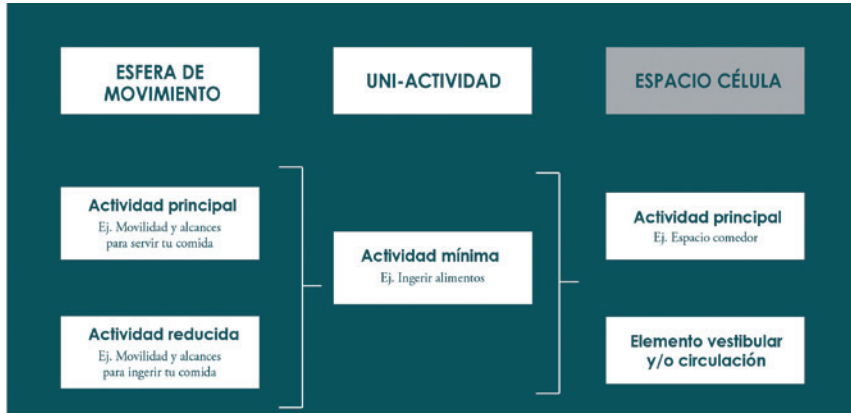 ESFERA DE
MOVIMIENTO
UNI-ACTIVIDAD
ESPACIO CÉLULA
Actividad principal
Ej. Movilidad y alcances
para servir tu comida
Actividad reducida
Ej. Movilidad y alcances
para ingerir tu comida
Actividad mínima
Ej. Ingerir alimentos
Actividad principal
Ej. Espacio comedor
Elemento vestibular
y/o circulación